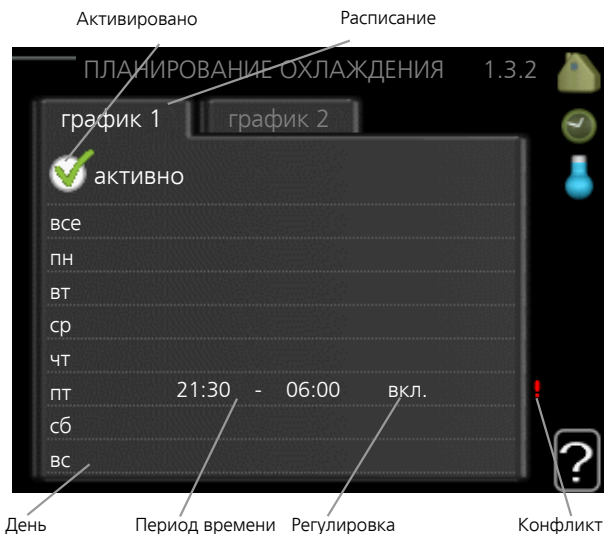 Активировано Расписание
ПЛАНИРОВАНИЕ ОХЛАЖДЕНИЯ 1.3.2
график 1 график 2
активно
все
пн
вт
ср
чт
пт 21:30 - 06:00 вкл. !
сб
вс
?
День Период времени Регулировка Конфликт